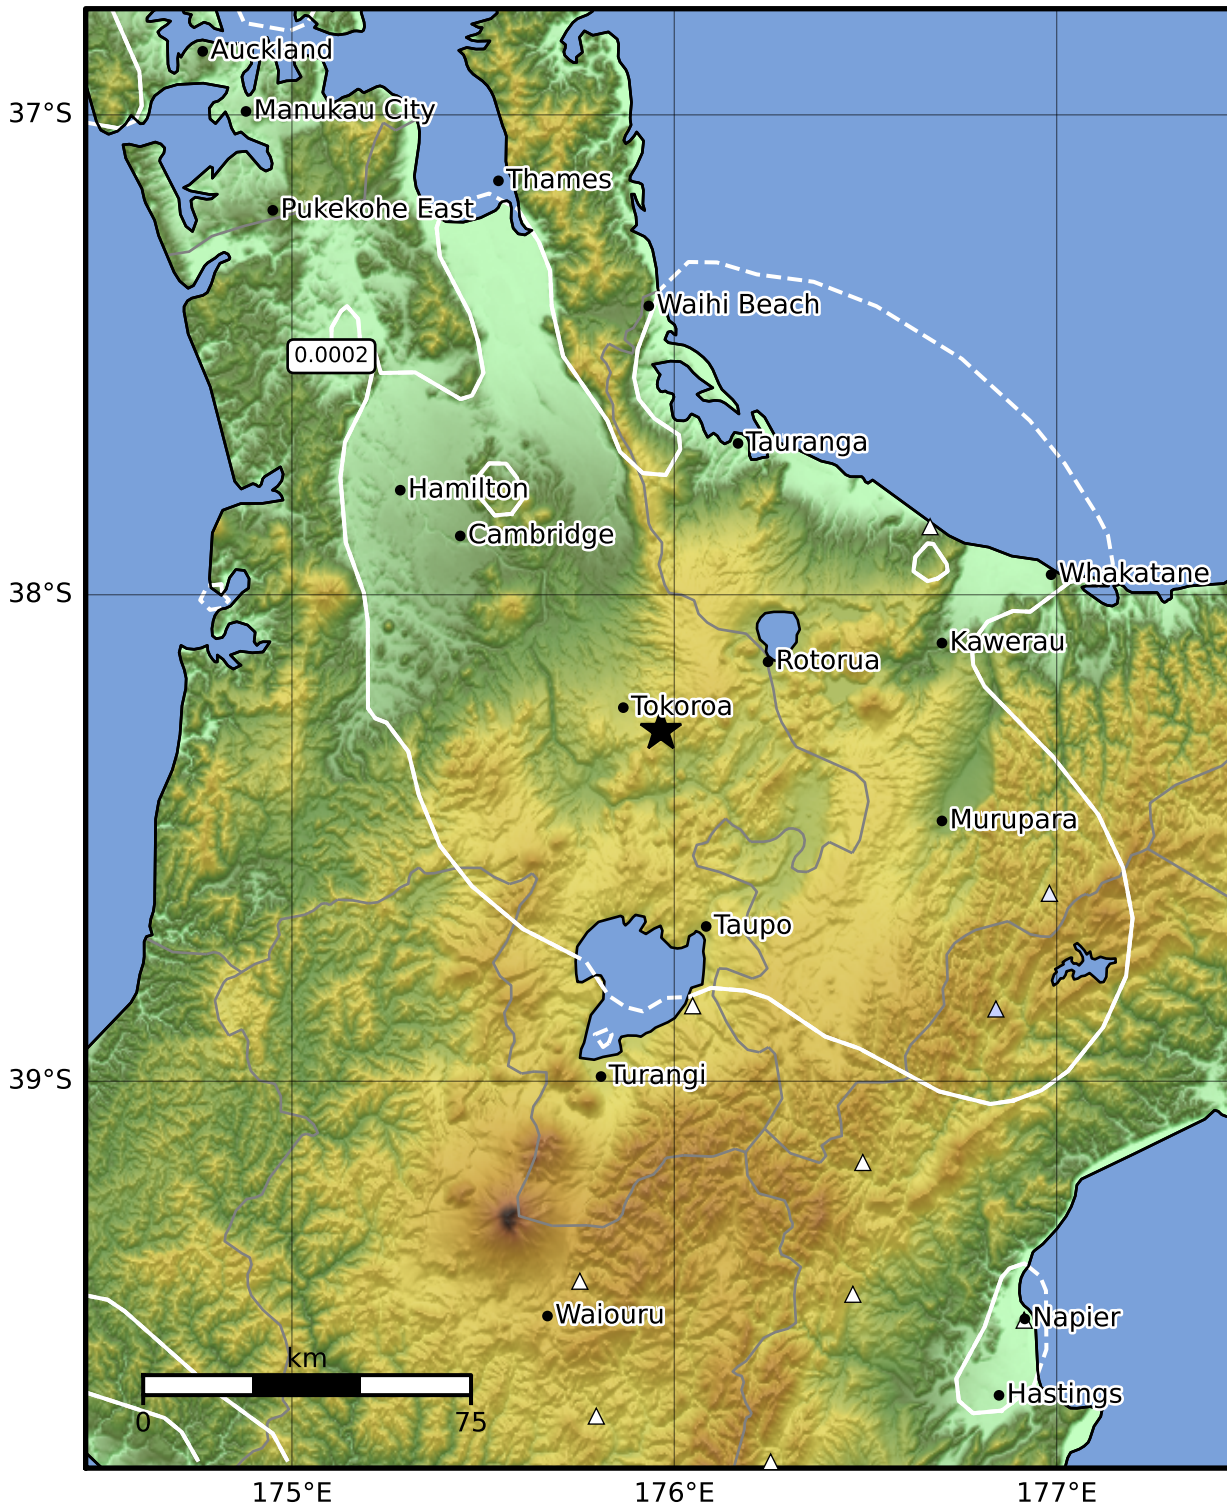 Auckland
37°S
Manukau City
Thames
Pukekohe East
Waihi Beach
0.0002
Tauranga
Hamilton
Cambridge
Whakatane
38°S
Kawerau
Rotorua
Tokoroa
Murupara
Taupo
39°S
Turangi
Waiouru
Napier
km
Hastings
0
75
175°E
176°E
177°E